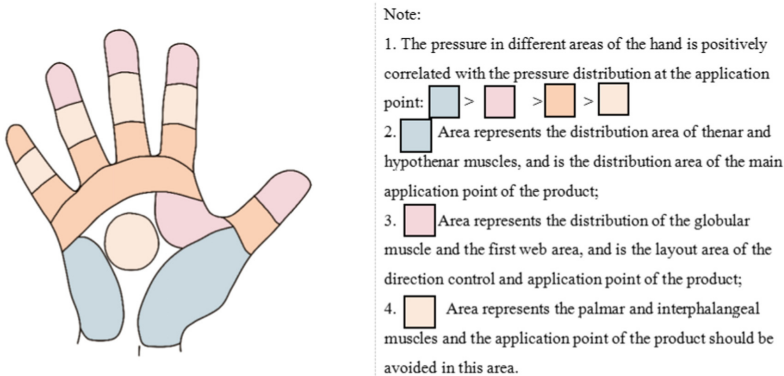 Note:
1. The pressure in different areas of the hand is positively
correlated with the pressure distribution at the application
point: > > >
2. Area represents the distribution area of thenar and
hypothenar muscles, and is the distribution area of the main
application point of the product;
3. Area represents the distribution of the globular
muscle and the first web area, and is the layout area of the
direction control and application point of the product;
4. Area represents the palmar and interphalangeal
muscles and the application point of the product should be
avoided in this area.